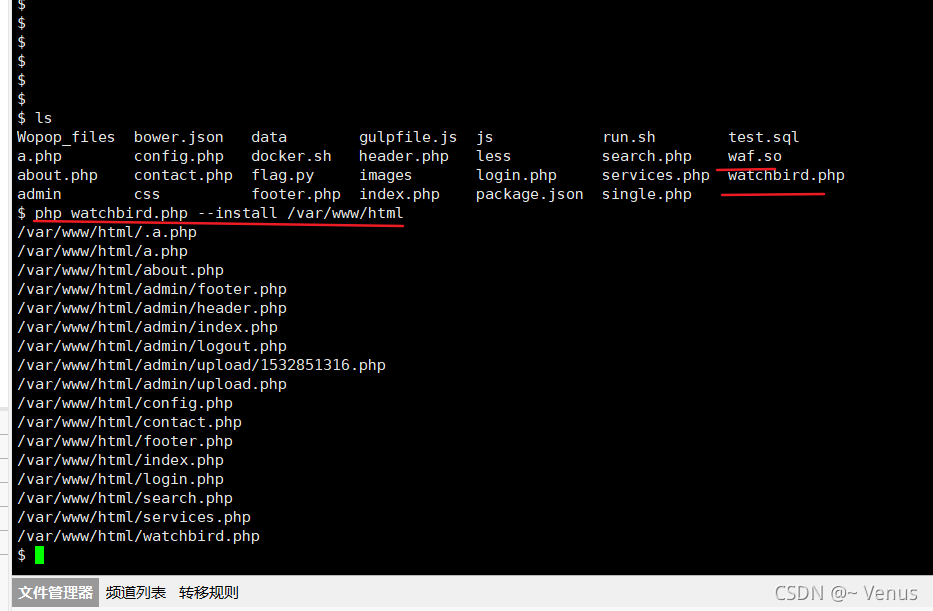 $
$
$
$
$
$
$ ls
Wopop_files bower.json data gulpfile.js js run.sh test.sql
a.php config.php docker.sh header.php less search.php waf.so
about.php contact.php flag.py images login.php services.php watchbird.php
admin css footer.php index.php package.json single.php
$ php watchbird.php --install /var/www/html
/var/www/html/.a.php
/var/www/html/a.php
/var/www/html/about.php
/var/www/html/admin/footer.php
/var/www/html/admin/header.php
/var/www/html/admin/index.php
/var/www/html/admin/logout.php
/var/www/html/admin/upload/1532851316.php
/var/www/html/admin/upload.php
/var/www/html/config.php
/var/www/html/contact.php
/var/www/html/footer.php
/var/www/html/index.php
/var/www/html/login.php
/var/www/html/search.php
/var/www/html/services.php
/var/www/html/watchbird.php
$
文件管理器 频道列表 转移规则
CSDN @~ Venus